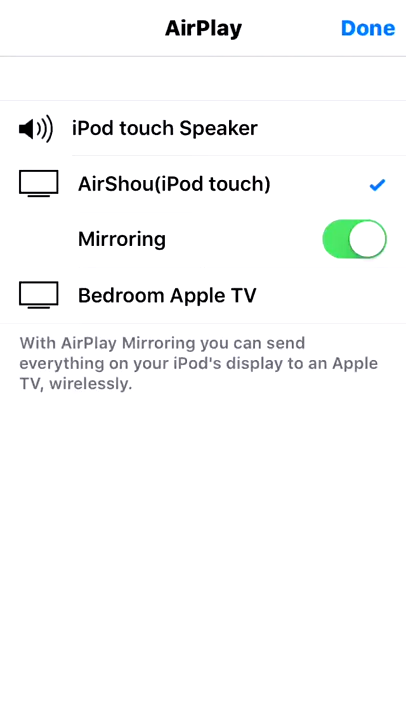 AirPlay Done
iPod touch Speaker
AirShou(iPod touch)
Mirroring
Bedroom Apple TV
With AirPlay Mirroring you can send
everything on your iPod's display to an Apple
TV, wirelessly.